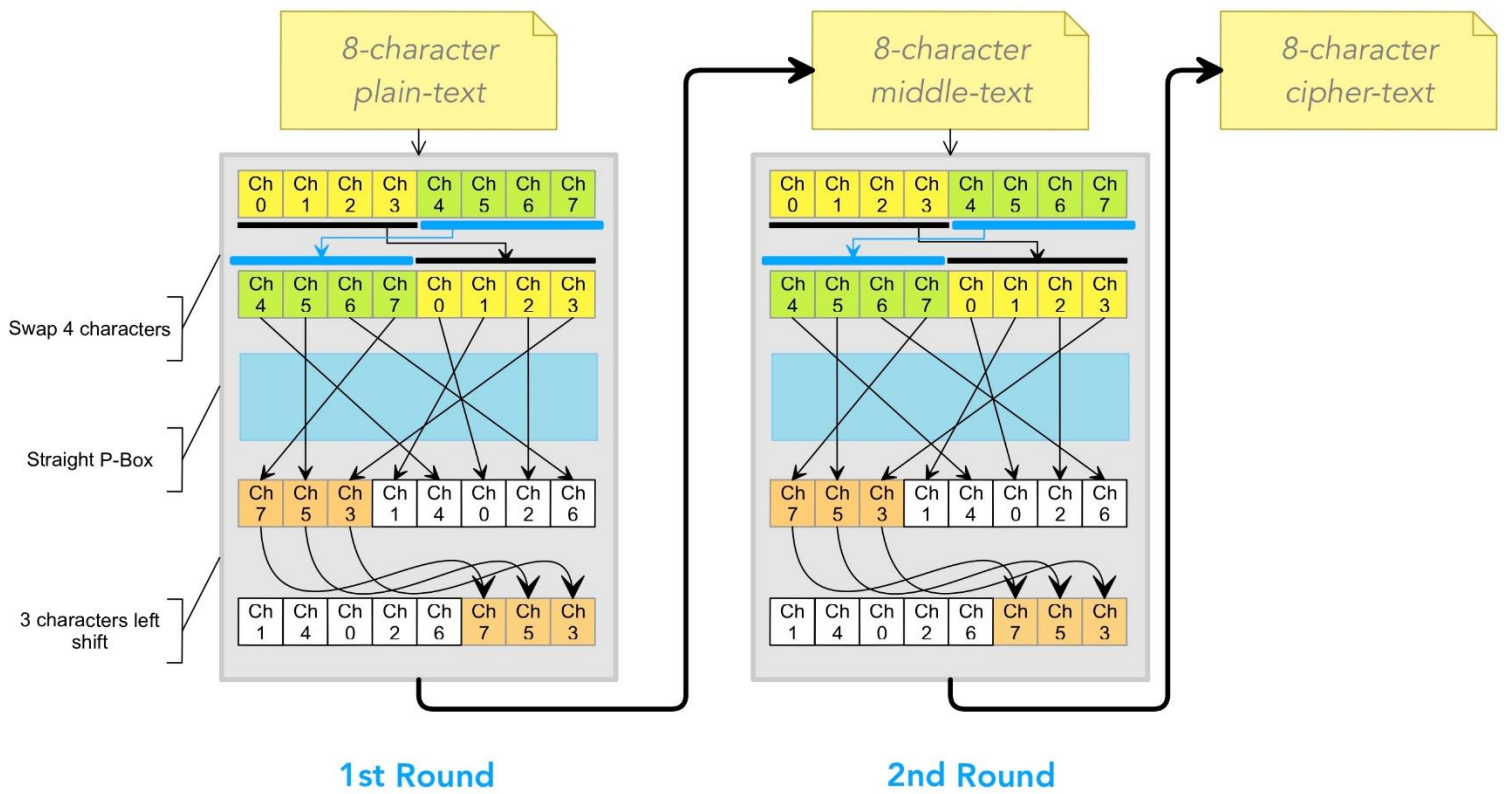 8-character
plain-text
8-character
middle-text
8-character
cipher-text
Ch Ch Ch Ch Ch Ch Ch Ch
0 1 2 3 4 5 6 7
Ch Ch Ch Ch Ch Ch Ch Ch
0 1 2 3 4 5 6 7
Ch Ch Ch Ch Ch Ch Ch Ch
4 5 6 7 0 1 2 3
Ch Ch Ch Ch Ch Ch Ch Ch
4 5 6 7 0 1 2 3
Swap 4 characters
Straight P-Box
Ch Ch Ch Ch Ch Ch Ch Ch
7 5 3 1 4 0 2 6
Ch Ch Ch Ch Ch Ch Ch Ch
7 5 3 1 4 0 2 6
3 characters left
shift
Ch Ch Ch Ch Ch Ch Ch Ch
1 4 0 2 6 7 5 3
Ch Ch Ch Ch Ch Ch Ch Ch
1 4 0 2 6 7 5 3
1st Round
2nd Round